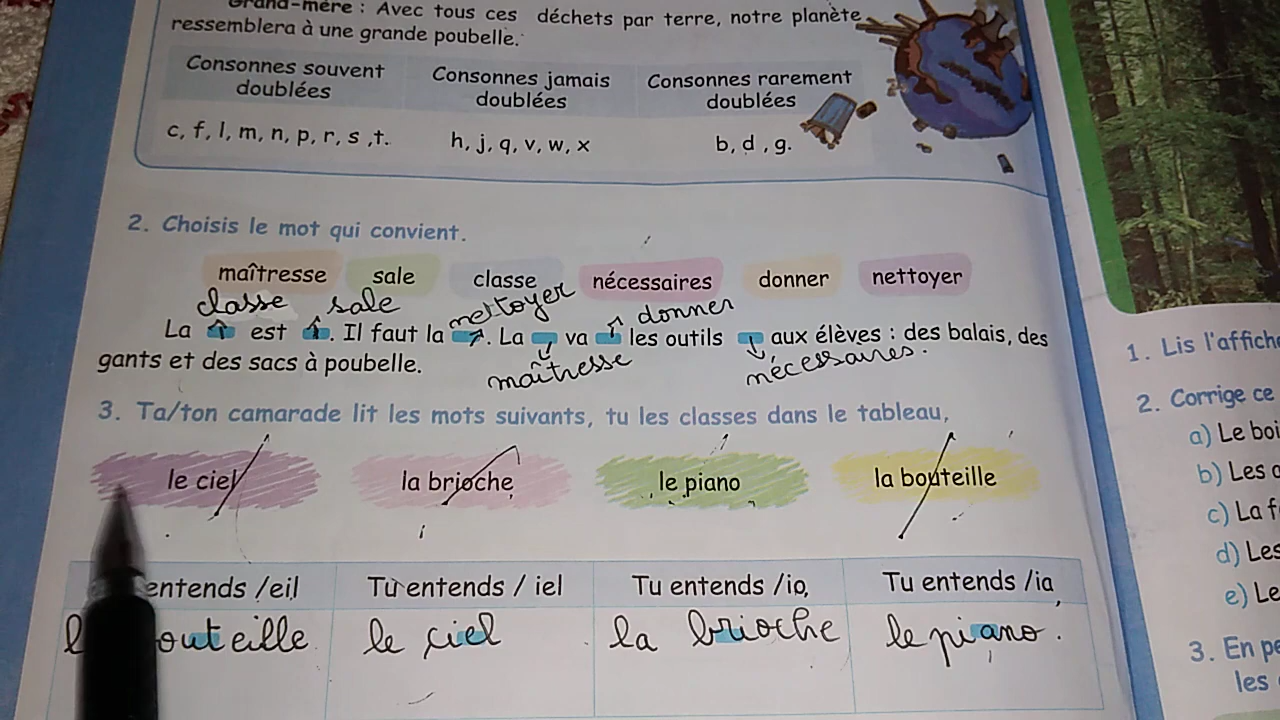 Grand-mère : Avec tous ces déchets par terre, notre planète
ressemblera à une grande poubelle.
Consonnes souvent doublées
Consonnes jamais doublées
Consonnes rarement doublées
c, f, l, m, n, p, r, s ,t.
h, j, q, v, w, x
b, d , g.
2. Choisis le mot qui convient.
maîtresse sale classe nécessaires donner nettoyer
classe sale nettoyer donner
La est . Il faut la . La va les outils aux élèves : des balais, des
gants et des sacs à poubelle.
maîtresse nécessaires.
3. Ta/ton camarade lit les mots suivants, tu les classes dans le tableau,
le ciel la brioche le piano la bouteille
entends /eil Tu entends / iel Tu entends /io, Tu entends /ia,
outeille le ciel la brioche le piano.
1. Lis l'affich
2. Corrige ce
a) Le boi
b) Les
c) La f
d) Les
e) Le
3. En pe
les